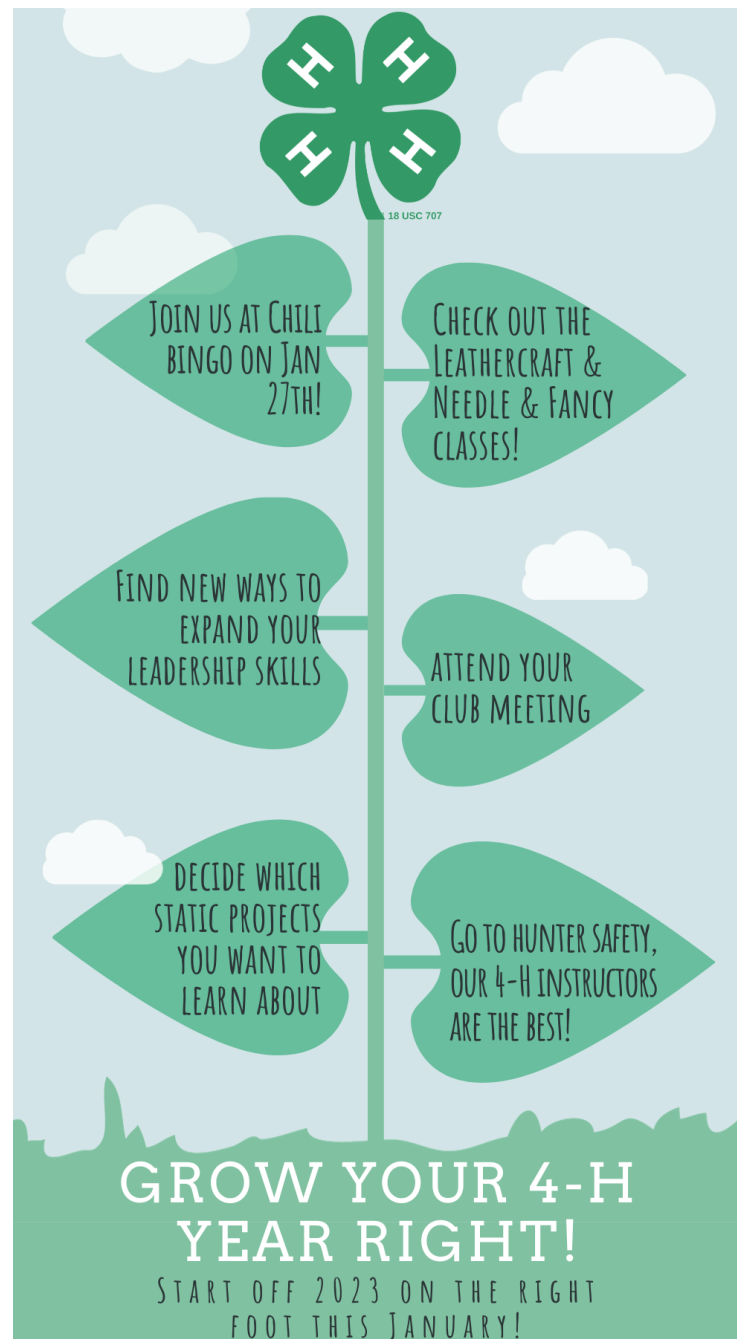 H H
H H
18 USC 707
Join us at Chili
bingo on Jan
27th!
Check out the
Leathercraft &
Needle & Fancy
classes!
Find new ways to
expand your
leadership skills
attend your
club meeting
decide which
static projects
you want to
learn about
Go to hunter safety,
our 4-H instructors
are the best!
GROW YOUR 4-H
YEAR RIGHT!
Start off 2023 on the right
foot this January!